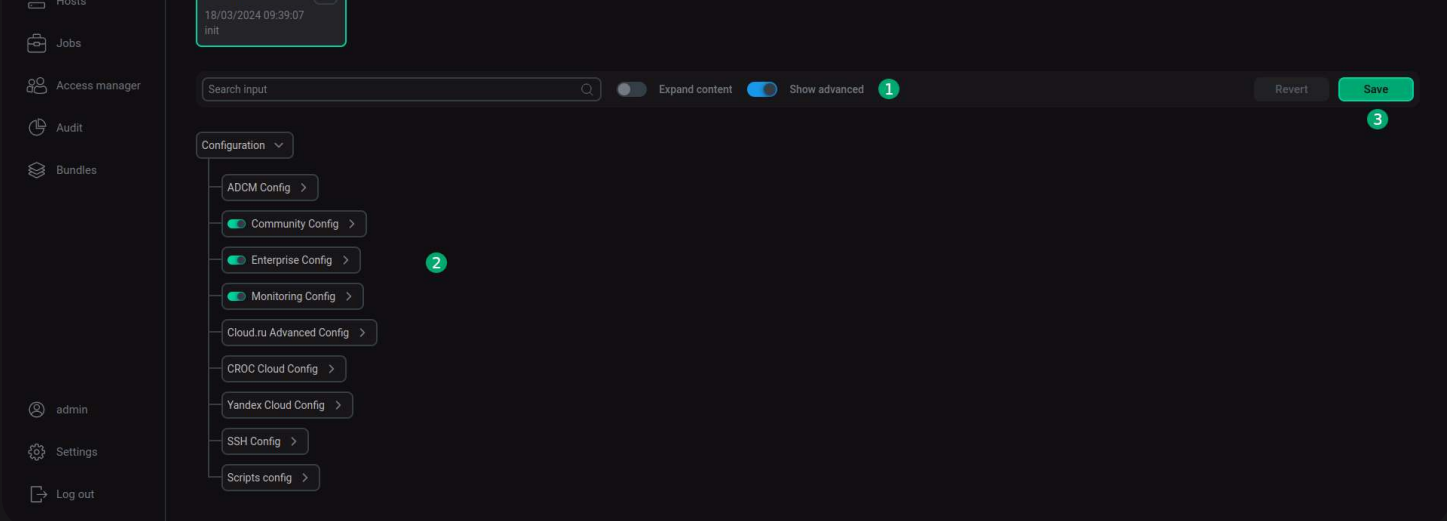 Hosts
18/03/2024 09:39:07
init
Jobs
Access manager
Audit
Bundles
Search input
Expand content
Show advanced
1
Revert
Save
3
Configuration
ADCM Config
Community Config
Enterprise Config
2
Monitoring Config
Cloud.ru Advanced Config
CROC Cloud Config
Yandex Cloud Config
SSH Config
Scripts config
admin
Settings
Log out